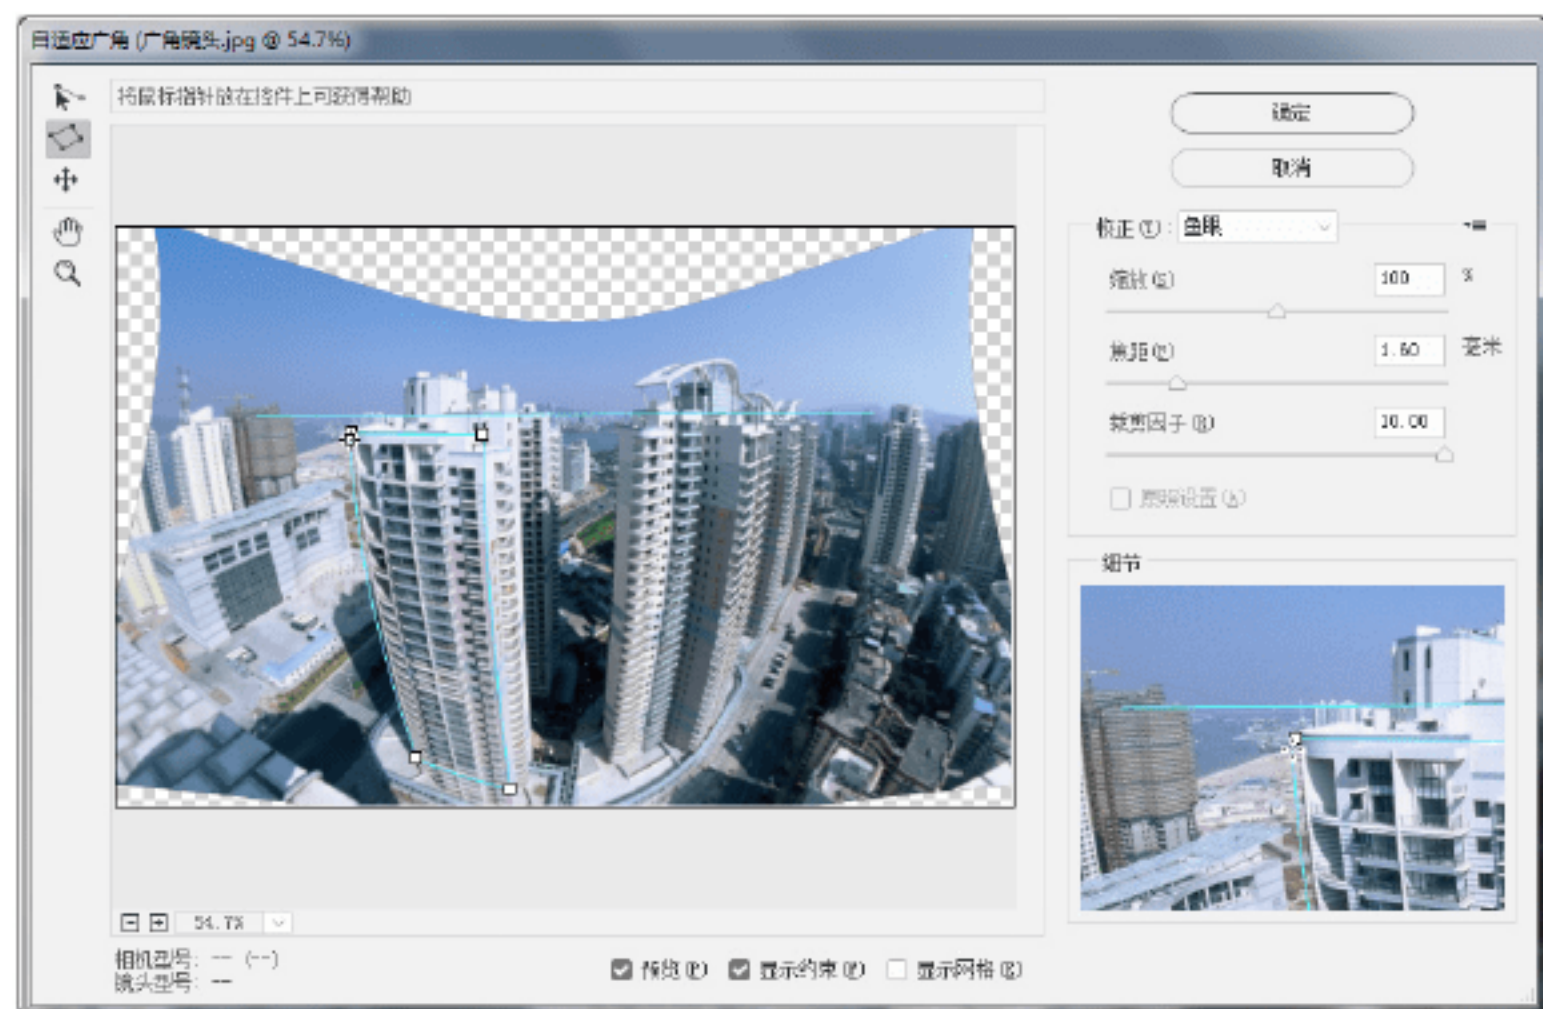 自适应广角 (广角镜头.jpg @ 54.7%)
将鼠标指针放在控件上可获得帮助
确定
取消
校正(T): 鱼眼
缩放(S) 100 %
焦距(F) 1.60 毫米
裁剪因子(R) 10.00
原照设置(A)
细节
54.7%
相机型号: -- (--)
镜头型号: --
预览(P) 显示约束(W) 显示网格(E)